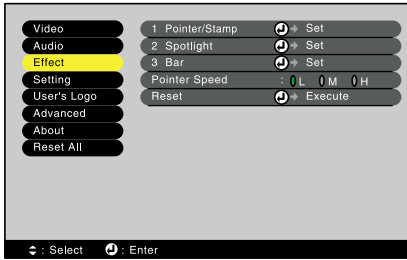 Video
Audio
Effect
Setting
User's Logo
Advanced
About
Reset All
1 Pointer/Stamp Set
2 Spotlight Set
3 Bar Set
Pointer Speed : L M H
Reset Execute
: Select : Enter